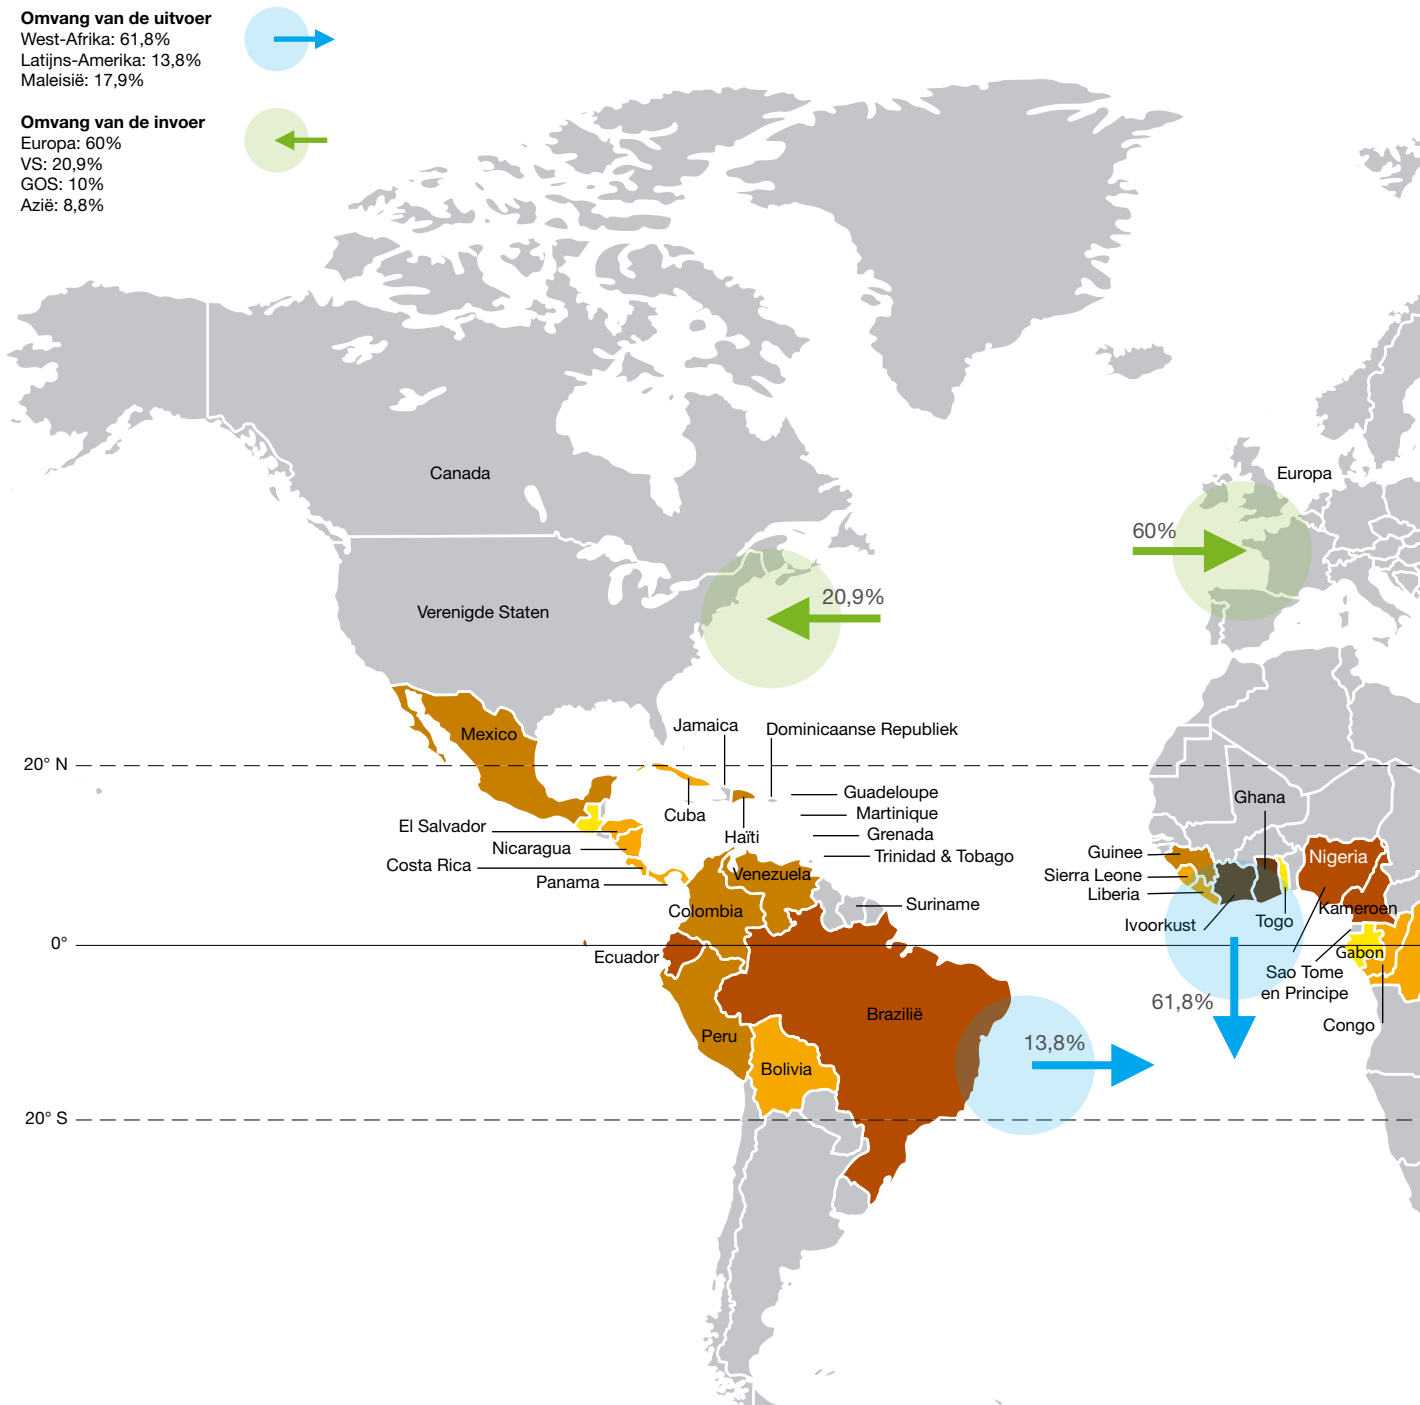 Omvang van de uitvoer
West-Afrika: 61,8%
Latijns-Amerika: 13,8%
Maleisië: 17,9%
Omvang van de invoer
Europa: 60%
VS: 20,9%
GOS: 10%
Azië: 8,8%
Canada
Europa
60%
20,9%
Verenigde Staten
Jamaica
Dominicaanse Republiek
Mexico
20° N
Guadeloupe
Ghana
Cuba
Martinique
El Salvador
Haïti
Grenada
Nicaragua
Trinidad & Tobago
Guinee
Nigeria
Costa Rica
Venezuela
Sierra Leone
Panama
Liberia
Colombia
Suriname
Kameroen
Ivoorkust
Togo
0°
Ecuador
Gabon
Sao Tome
en Principe
61,8%
Brazilië
Congo
Peru
13,8%
Bolivia
20° S